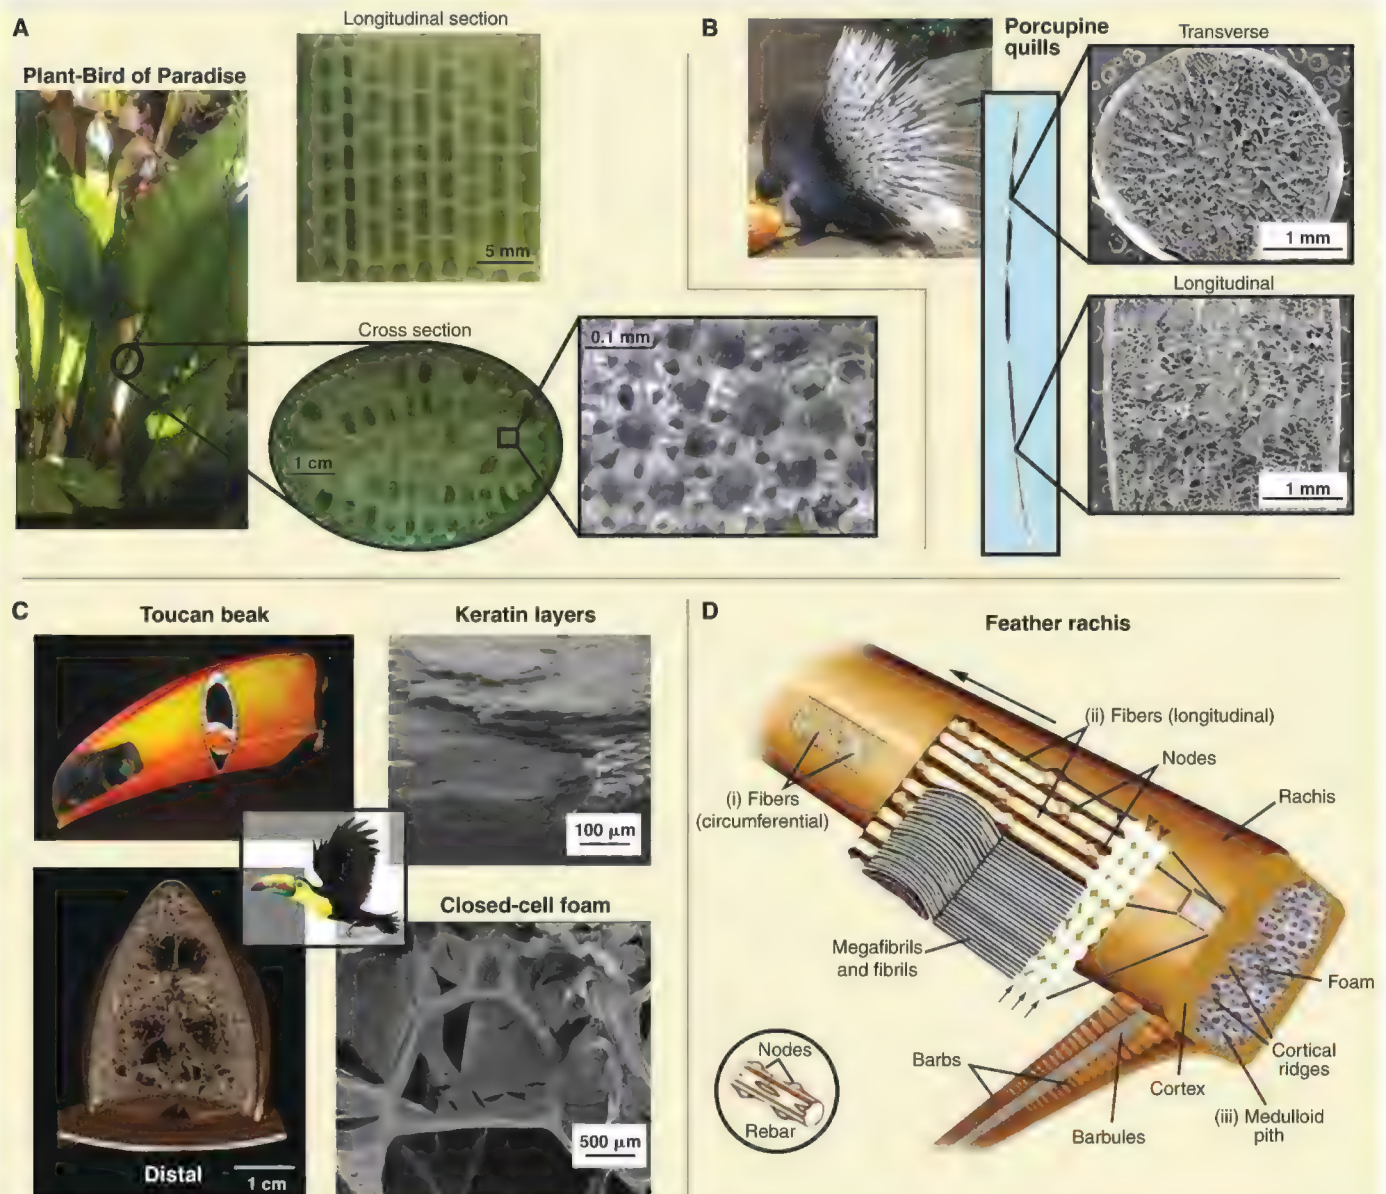 A
Longitudinal section
Plant-Bird of Paradise
5 mm
Cross section
1 cm
0.1 mm
B
Porcupine
quills
Transverse
1 mm
Longitudinal
1 mm
C
Toucan beak
Keratin layers
100 μm
Closed-cell foam
500 μm
Distal
1 cm
D
Feather rachis
(ii) Fibers (longitudinal)
Nodes
Rachis
(i) Fibers
(circumferential)
Megafibrils
and fibrils
Foam
Cortical
ridges
Nodes
Rebar
Barbs
Cortex
(iii) Medulloid
pith
Barbules